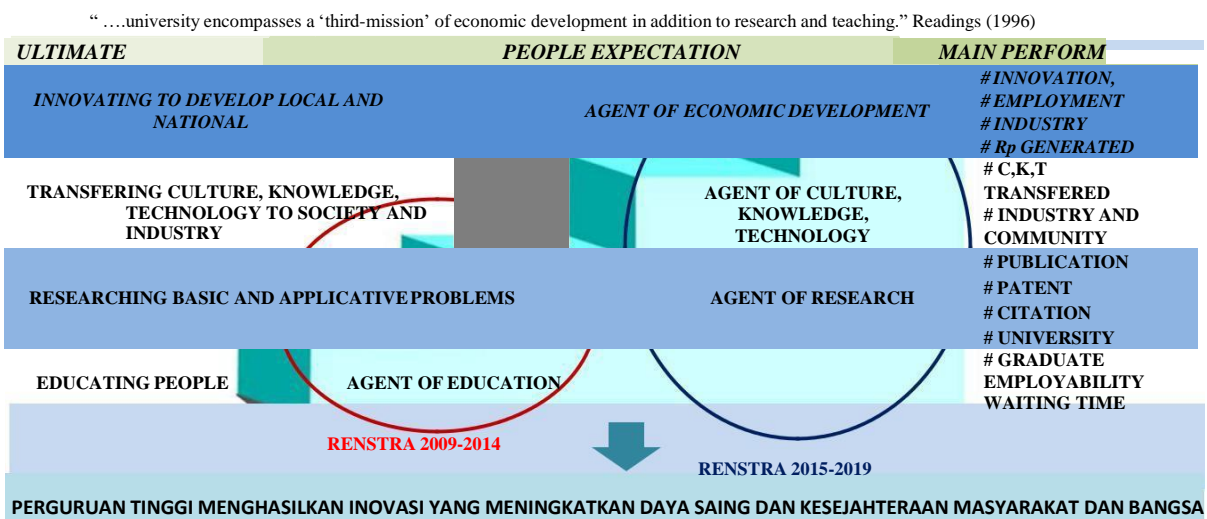 “ ….university encompasses a ‘third-mission’ of economic development in addition to research and teaching.” Readings (1996)
ULTIMATE PEOPLE EXPECTATION MAIN PERFORM
INNOVATING TO DEVELOP LOCAL AND
NATIONAL
AGENT OF ECONOMIC DEVELOPMENT
# INNOVATION,
# EMPLOYMENT
# INDUSTRY
# Rp GENERATED
TRANSFERING CULTURE, KNOWLEDGE,
TECHNOLOGY TO SOCIETY AND
INDUSTRY
AGENT OF CULTURE,
KNOWLEDGE,
TECHNOLOGY
# C,K,T
TRANSFERED
# INDUSTRY AND
COMMUNITY
RESEARCHING BASIC AND APPLICATIVE PROBLEMS
AGENT OF RESEARCH
# PUBLICATION
# PATENT
# CITATION
# UNIVERSITY
EDUCATING PEOPLE
AGENT OF EDUCATION
# GRADUATE
EMPLOYABILITY
WAITING TIME
RENSTRA 2009-2014
RENSTRA 2015-2019
PERGURUAN TINGGI MENGHASILKAN INOVASI YANG MENINGKATKAN DAYA SAING DAN KESEJAHTERAAN MASYARAKAT DAN BANGSA